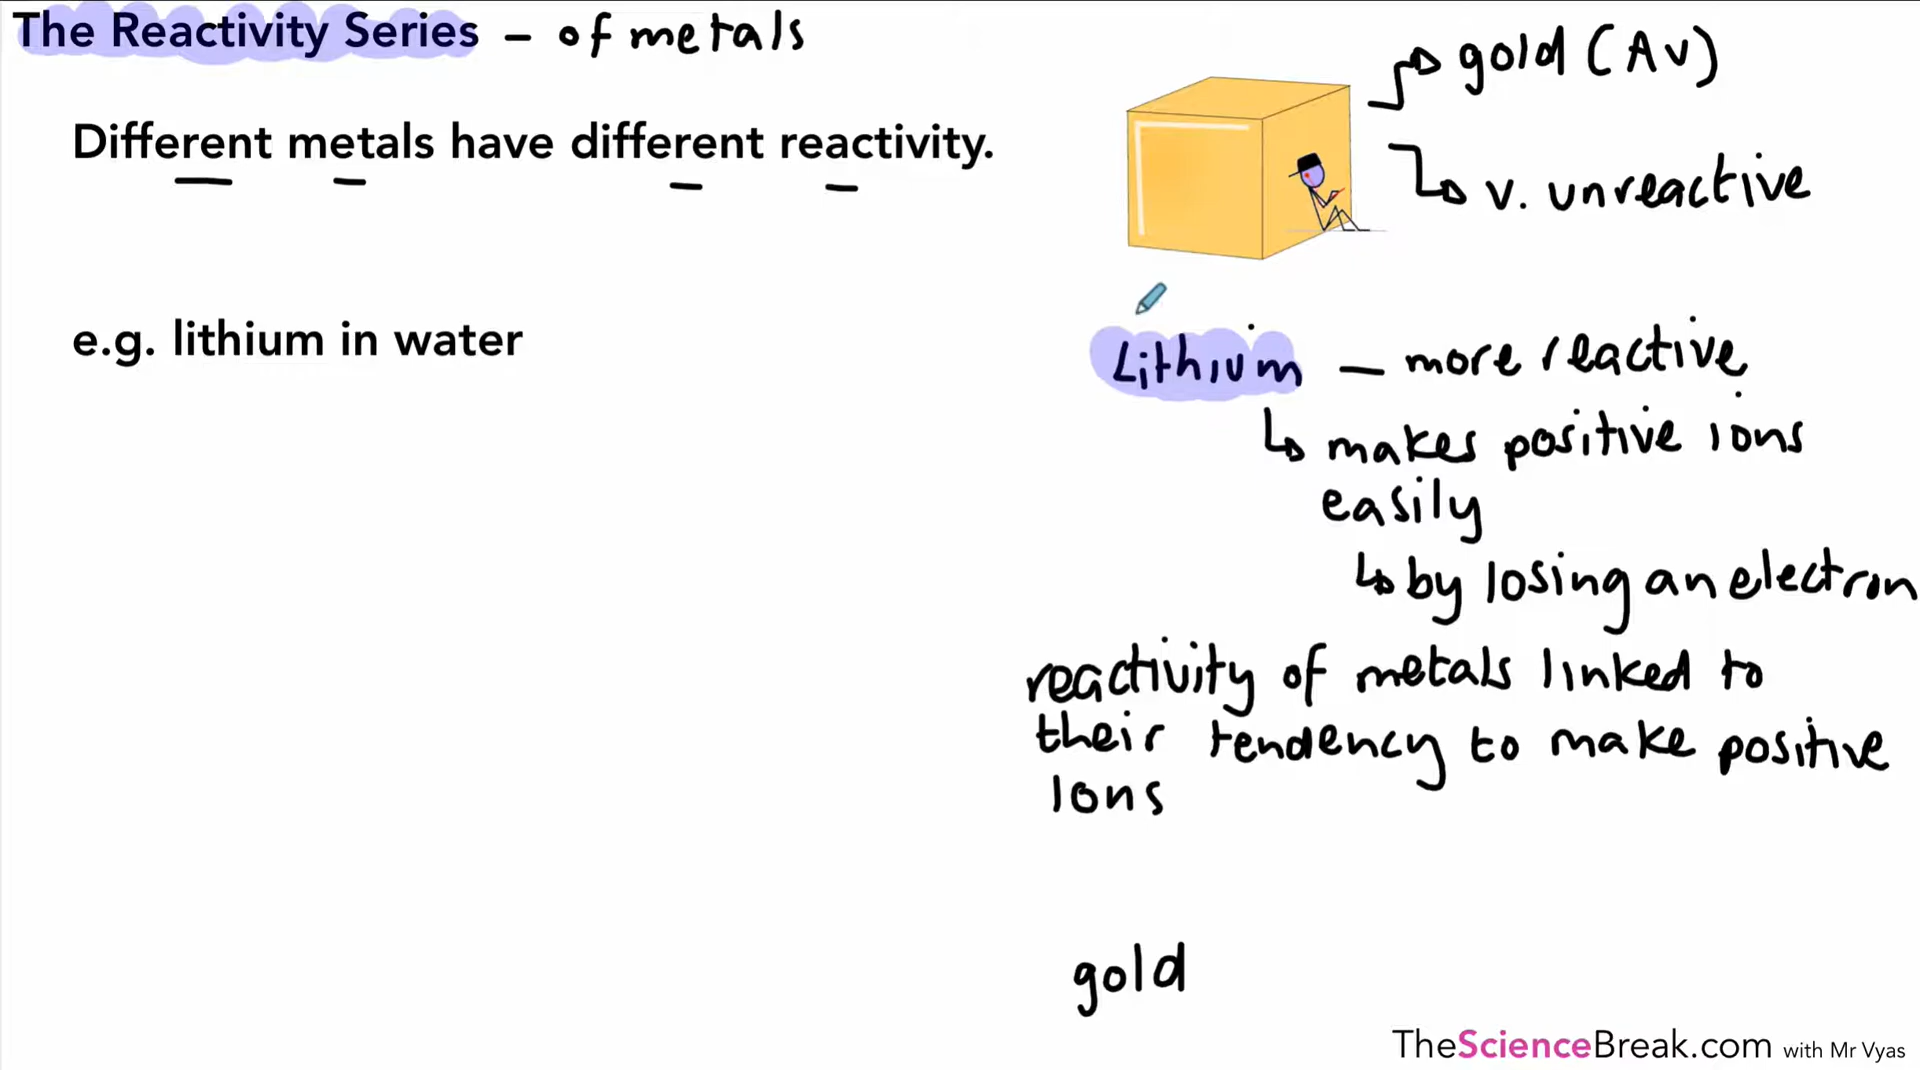 The Reactivity Series – of metals
Different metals have different reactivity.
gold (Au)
v. unreactive
e.g. lithium in water
Lithium – more reactive
makes positive ions
easily
by losing an electron
reactivity of metals linked to
their tendency to make positive
ions
gold
TheScienceBreak.com with Mr Vyas